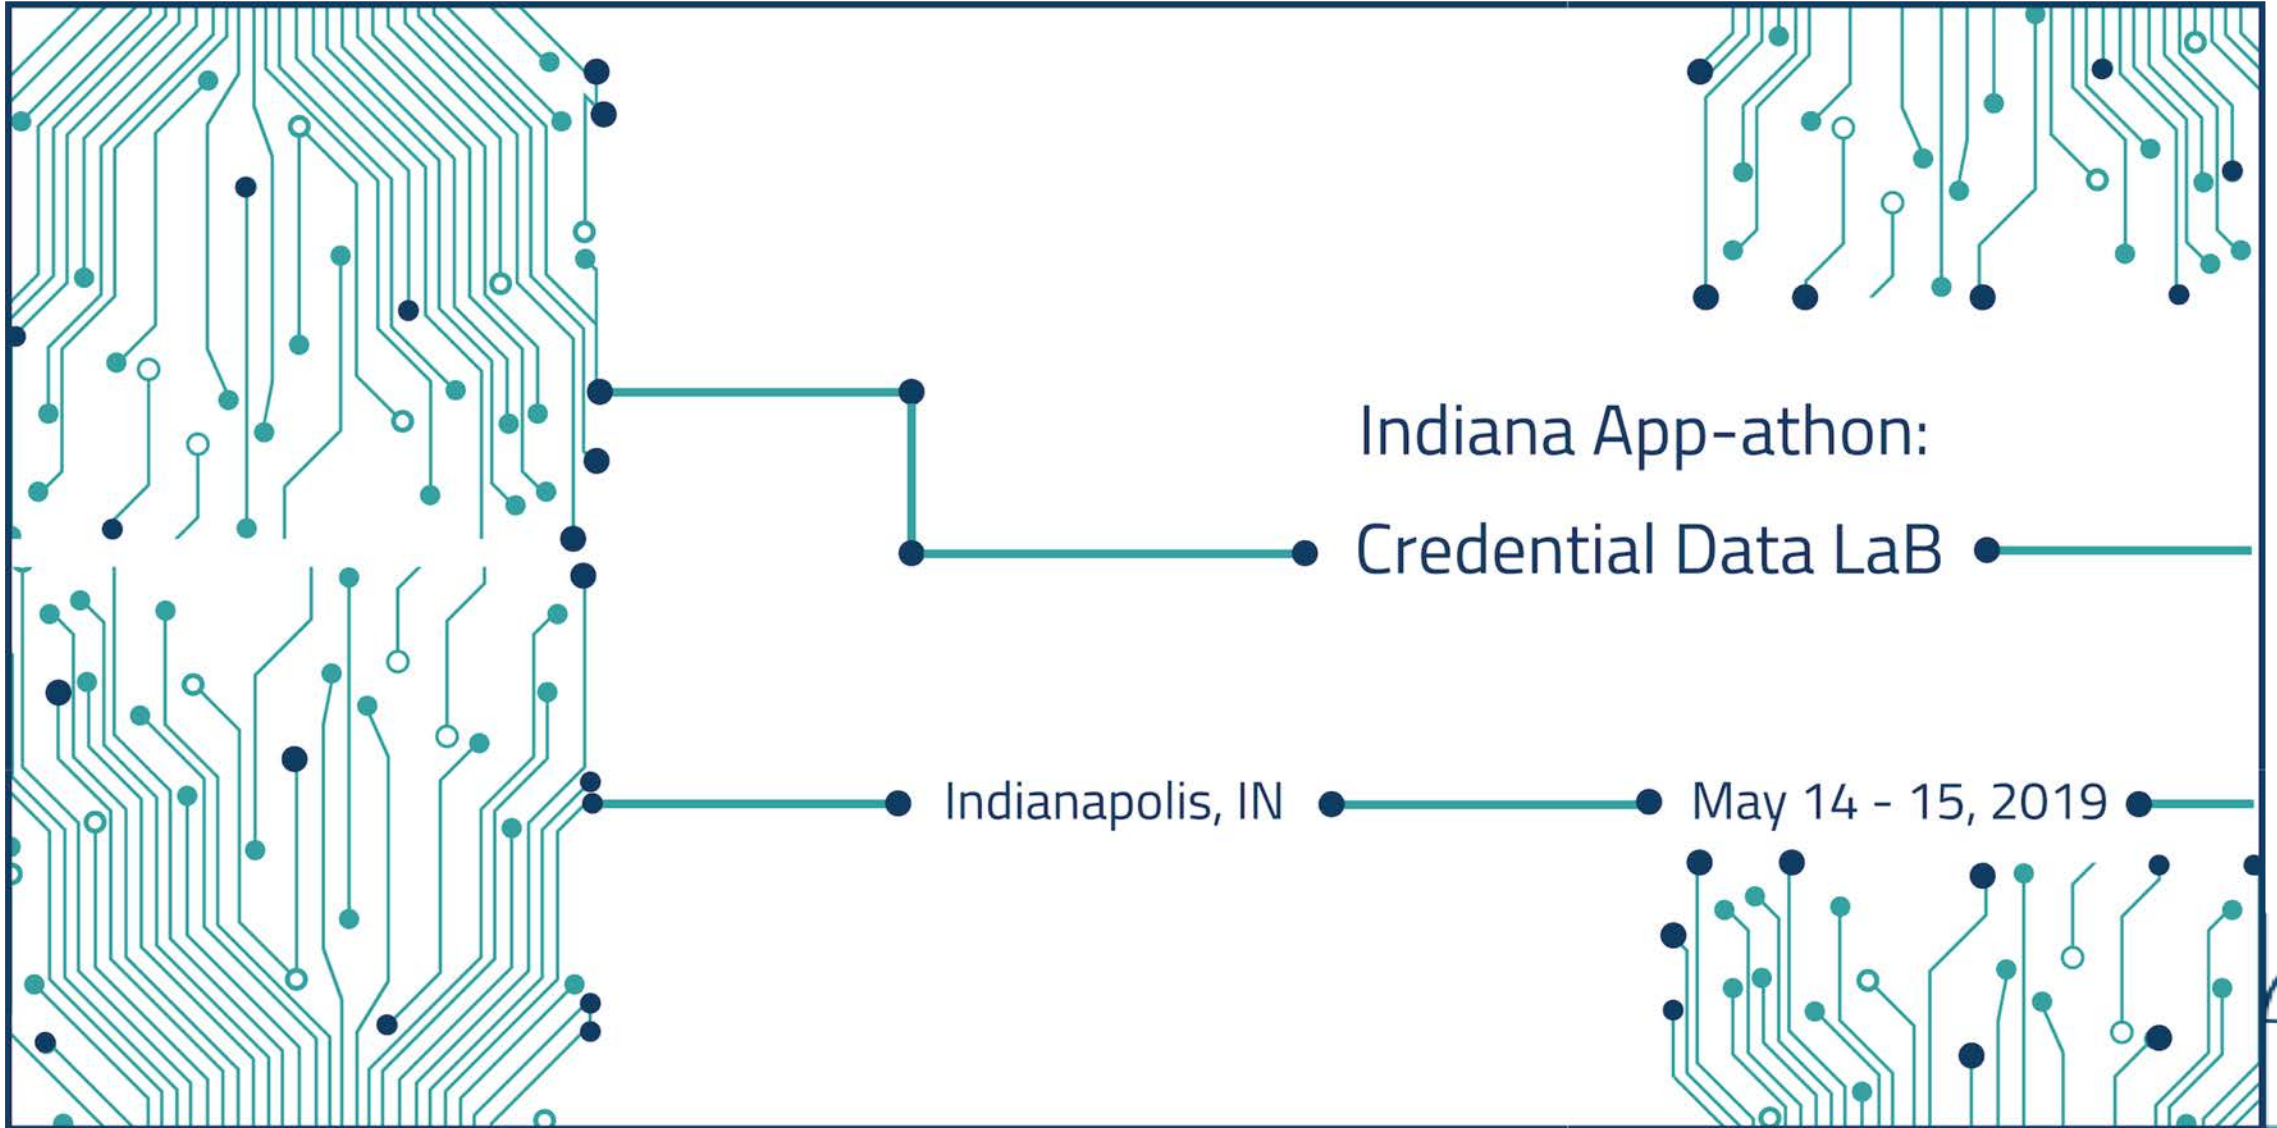 Indiana App-athon:
Credential Data LaB
Indianapolis, IN
May 14 - 15, 2019